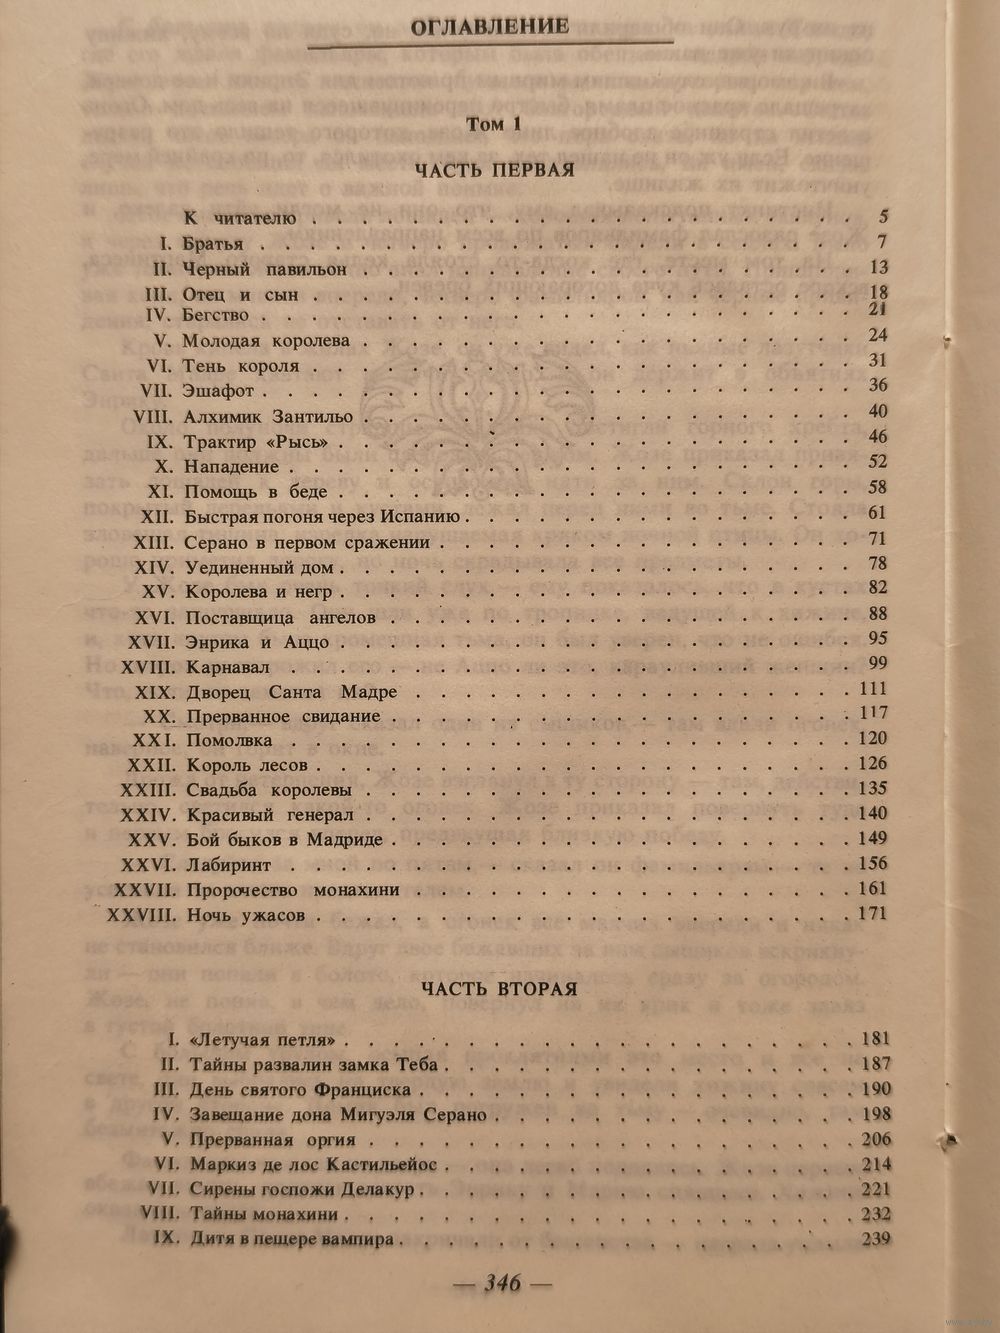 ОГЛАВЛЕНИЕ
Том 1
ЧАСТЬ ПЕРВАЯ
К читателю . . . . . . . . . . . . . . . . . . . . . . 5
I. Братья . . . . . . . . . . . . . . . . . . . . . . . . 7
II. Черный павильон . . . . . . . . . . . . . . . . . . . . 13
III. Отец и сын . . . . . . . . . . . . . . . . . . . . . . 18
IV. Бегство . . . . . . . . . . . . . . . . . . . . . . . . 21
V. Молодая королева . . . . . . . . . . . . . . . . . . . . 24
VI. Тень короля . . . . . . . . . . . . . . . . . . . . . . 31
VII. Эшафот . . . . . . . . . . . . . . . . . . . . . . . . 36
VIII. Алхимик Зантильо . . . . . . . . . . . . . . . . . . . . 40
IX. Трактир «Рысь» . . . . . . . . . . . . . . . . . . . . . 46
X. Нападение . . . . . . . . . . . . . . . . . . . . . . . 52
XI. Помощь в беде . . . . . . . . . . . . . . . . . . . . . 58
XII. Быстрая погоня через Испанию . . . . . . . . . . . . . . . . 61
XIII. Серано в первом сражении . . . . . . . . . . . . . . . . . 71
XIV. Уединенный дом . . . . . . . . . . . . . . . . . . . . . 78
XV. Королева и негр . . . . . . . . . . . . . . . . . . . . . 82
XVI. Поставщица ангелов . . . . . . . . . . . . . . . . . . . 88
XVII. Энрика и Аццо . . . . . . . . . . . . . . . . . . . . . 95
XVIII. Карнавал . . . . . . . . . . . . . . . . . . . . . . . 99
XIX. Дворец Санта Мадре . . . . . . . . . . . . . . . . . . 111
XX. Прерванное свидание . . . . . . . . . . . . . . . . . . . 117
XXI. Помолвка . . . . . . . . . . . . . . . . . . . . . . . 120
XXII. Король лесов . . . . . . . . . . . . . . . . . . . . . . 126
XXIII. Свадьба королевы . . . . . . . . . . . . . . . . . . . . 135
XXIV. Красивый генерал . . . . . . . . . . . . . . . . . . . . 140
XXV. Бой быков в Мадриде . . . . . . . . . . . . . . . . . . . 149
XXVI. Лабиринт . . . . . . . . . . . . . . . . . . . . . . . 156
XXVII. Пророчество монахини . . . . . . . . . . . . . . . . . . 161
XXVIII. Ночь ужасов . . . . . . . . . . . . . . . . . . . . . . 171
ЧАСТЬ ВТОРАЯ
I. «Летучая петля» . . . . . . . . . . . . . . . . . . . . . 181
II. Тайны развалин замка Теба . . . . . . . . . . . . . . . . . 187
III. День святого Франциска . . . . . . . . . . . . . . . . . . 190
IV. Завещание дона Мигуэля Серано . . . . . . . . . . . . . . . 198
V. Прерванная оргия . . . . . . . . . . . . . . . . . . . . 206
VI. Маркиз де лос Кастильейос . . . . . . . . . . . . . . . . . 214
VII. Сирены госпожи Делакур . . . . . . . . . . . . . . . . . . 221
VIII. Тайны монахини . . . . . . . . . . . . . . . . . . . . . 232
IX. Дитя в пещере вампира . . . . . . . . . . . . . . . . . . 239
— 346 —